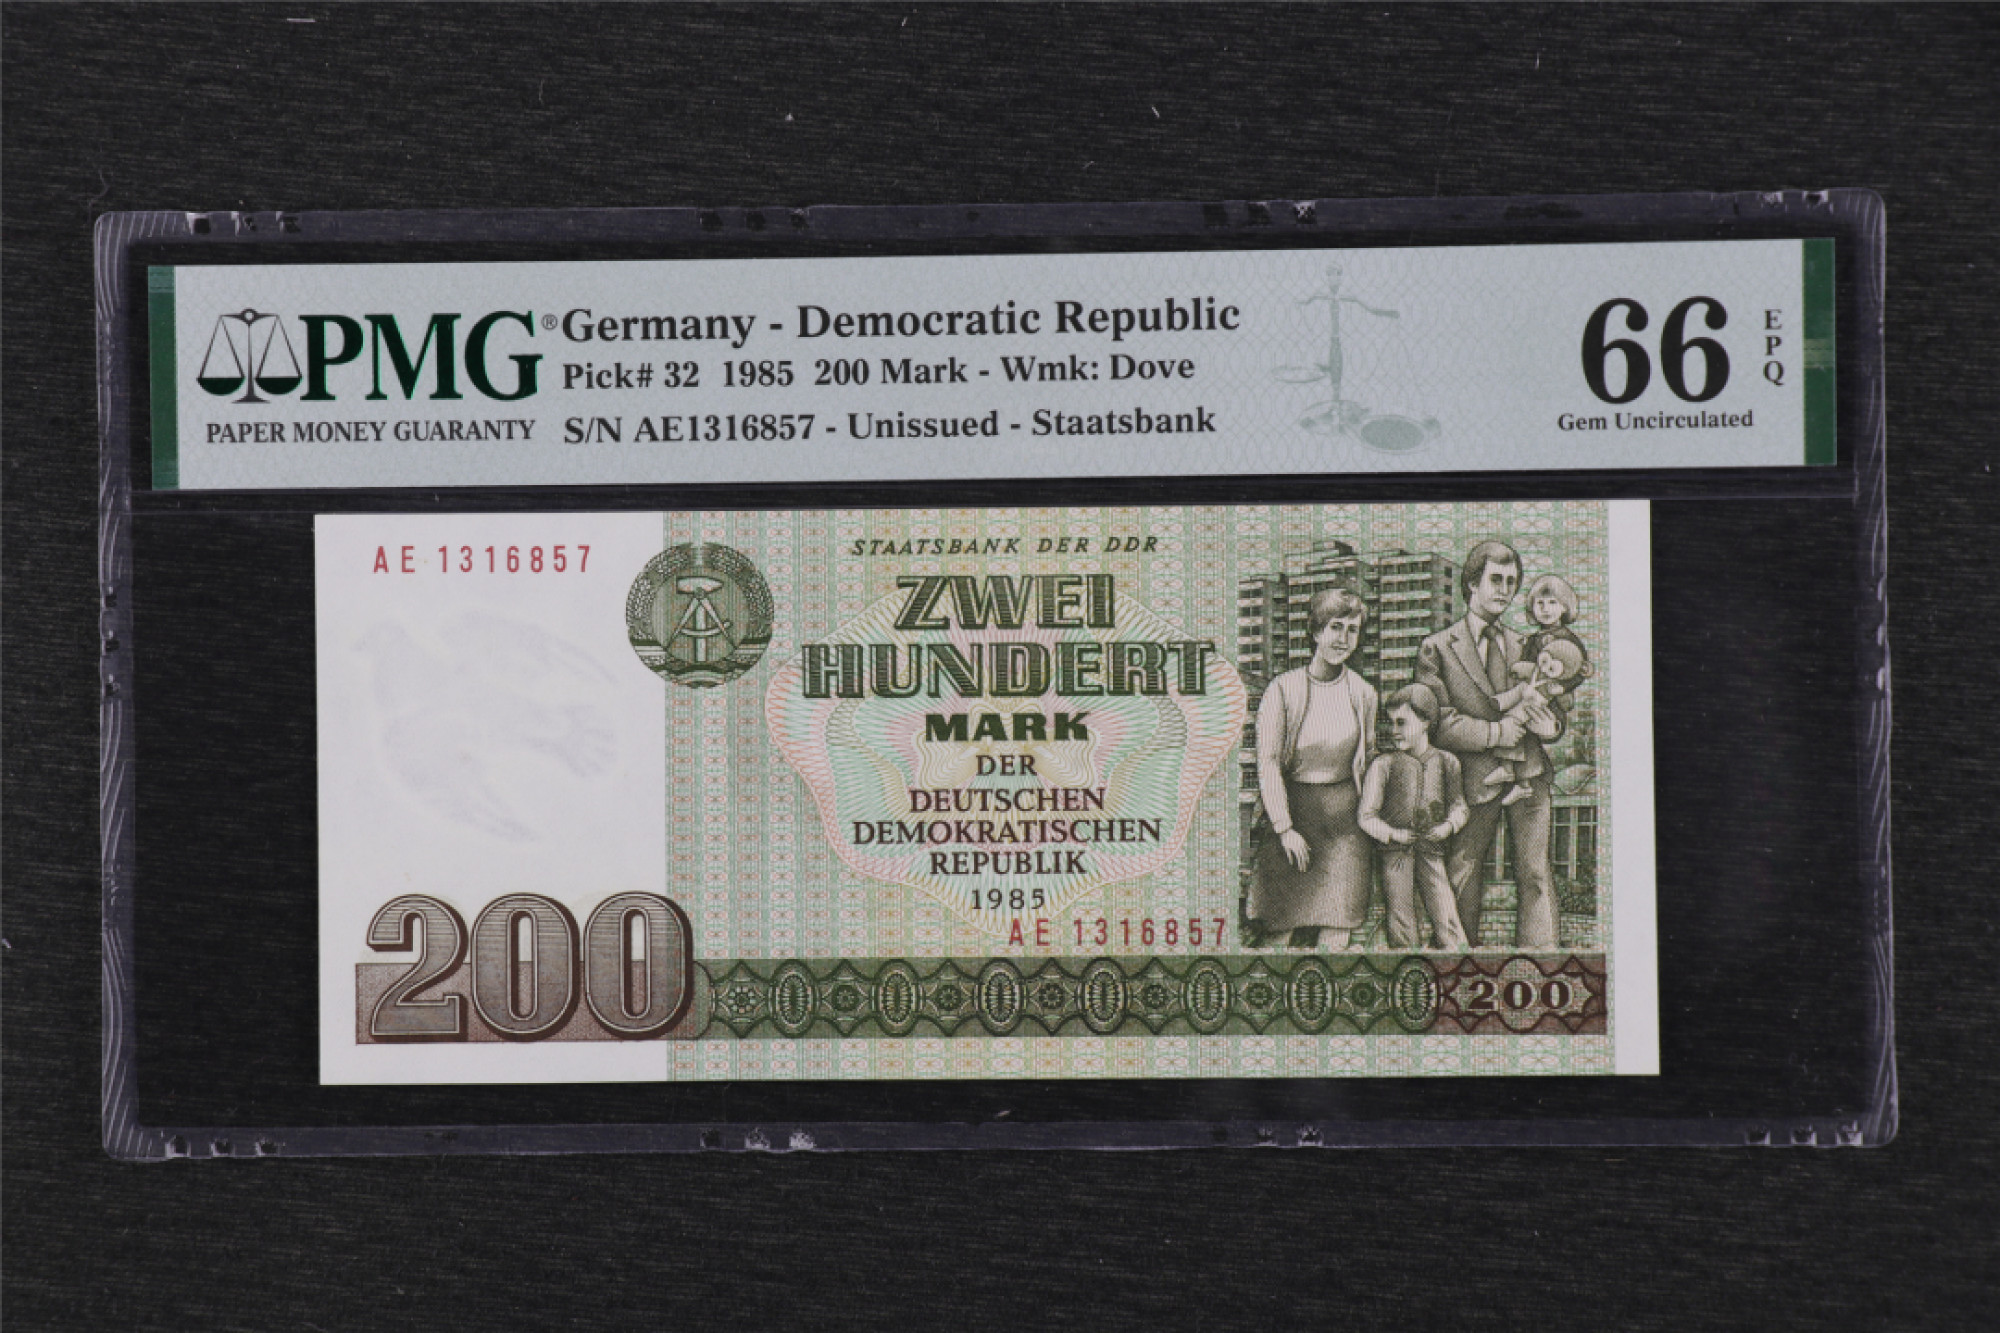 PMG®
PAPER MONEY GUARANTY
Germany - Democratic Republic
Pick# 32 1985 200 Mark - Wmk: Dove
S/N AE1316857 - Unissued - Staatsbank
66
EPQ
Gem Uncirculated
AE 1316857
STAATSBANK DER DDR
ZWEI
HUNDERT
MARK
DER
DEUTSCHEN
DEMOKRATISCHEN
REPUBLIK
1985
AE 1316857
200
200